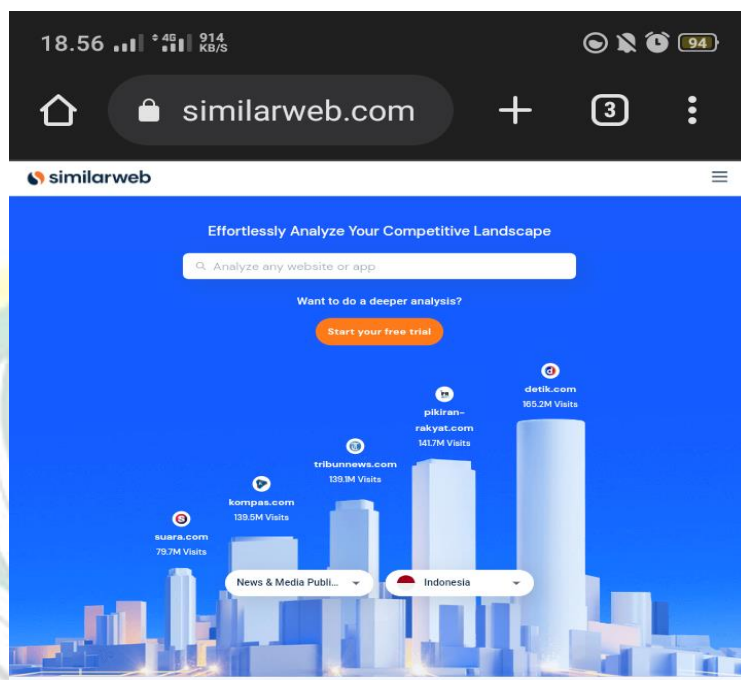 18.56 4G 914 KB/S 94
similarweb.com 3
similarweb
Effortlessly Analyze Your Competitive Landscape
Analyze any website or app
Want to do a deeper analysis?
Start your free trial
detik.com
165.2M Visits
pikiran-
rakyat.com
141.7M Visits
tribunnews.com
139.1M Visits
kompas.com
139.5M Visits
suara.com
79.7M Visits
News & Media Publi...
Indonesia